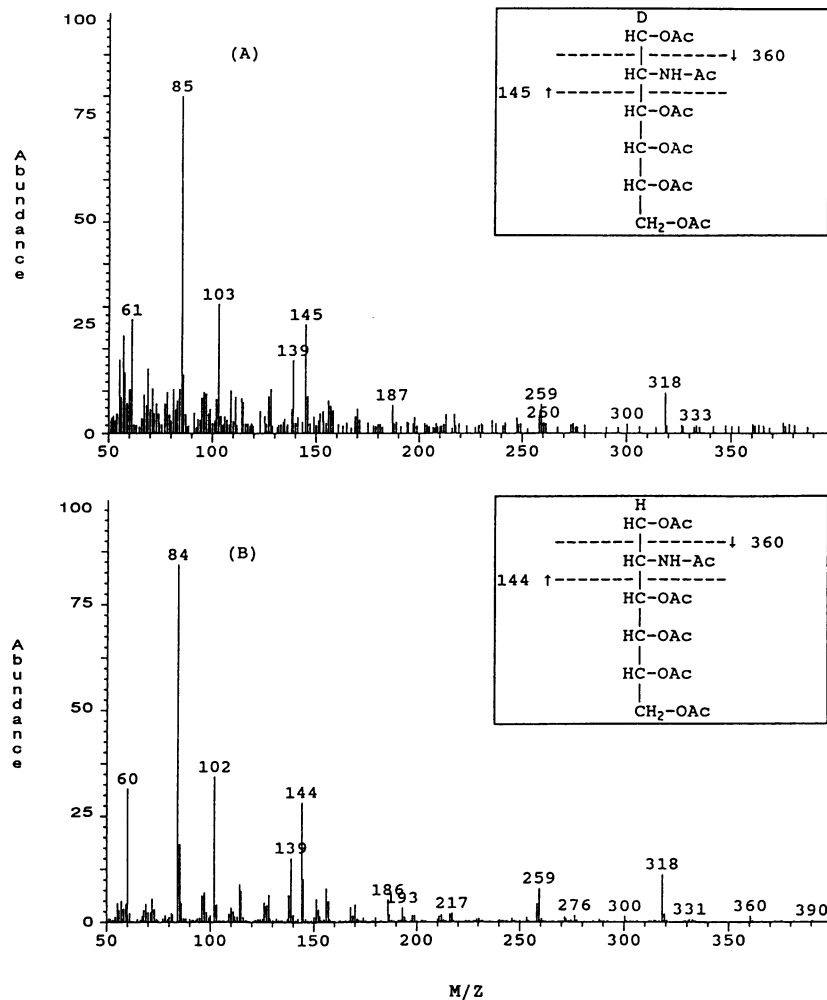 100
(A)
75
50
25
0
85
103
61
145
139
187
259
260
300
318
333
50
100
150
200
250
300
350
Abundance
D
HC-OAc
↓ 360
HC-NH-Ac
145 ↑
HC-OAc
HC-OAc
HC-OAc
CH₂-OAc
100
(B)
75
50
25
0
84
60
102
144
139
186
193
217
259
276
300
318
331
360
390
50
100
150
200
250
300
350
Abundance
H
HC-OAc
↓ 360
HC-NH-Ac
144 ↑
HC-OAc
HC-OAc
HC-OAc
CH₂-OAc
M/Z